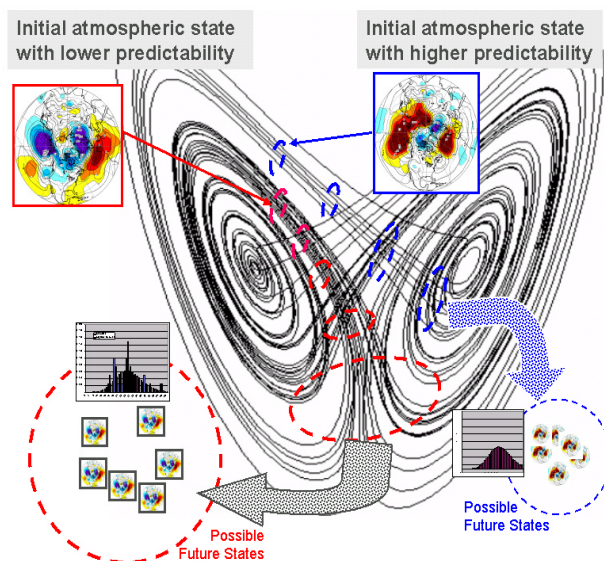 Initial atmospheric state
with lower predictability
Initial atmospheric state
with higher predictability
Possible
Future States
Possible
Future States